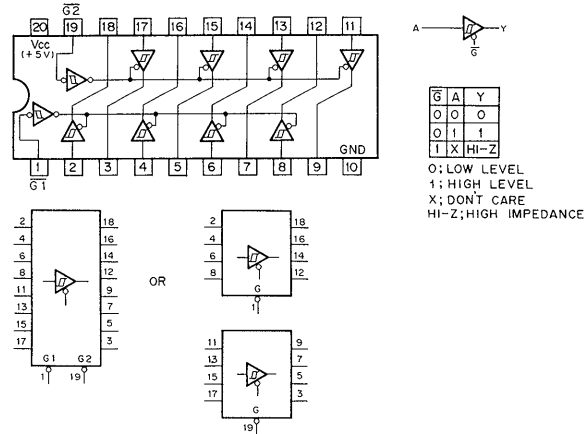 G2
20 19 18 17 16 15 14 13 12 11
Vcc
(+5V)
GND
1 2 3 4 5 6 7 8 9 10
G1
A Y
G
G A Y
0 0 0
0 1 1
1 X HI-Z
0; LOW LEVEL
1; HIGH LEVEL
X; DON'T CARE
HI-Z; HIGH IMPEDANCE
2 18
4 16
6 14
8 12
11 9
13 7
15 5
17 3
G1 G2
1 19
OR
2 18
4 16
6 14
8 12
G
1
11 9
13 7
15 5
17 3
G
19